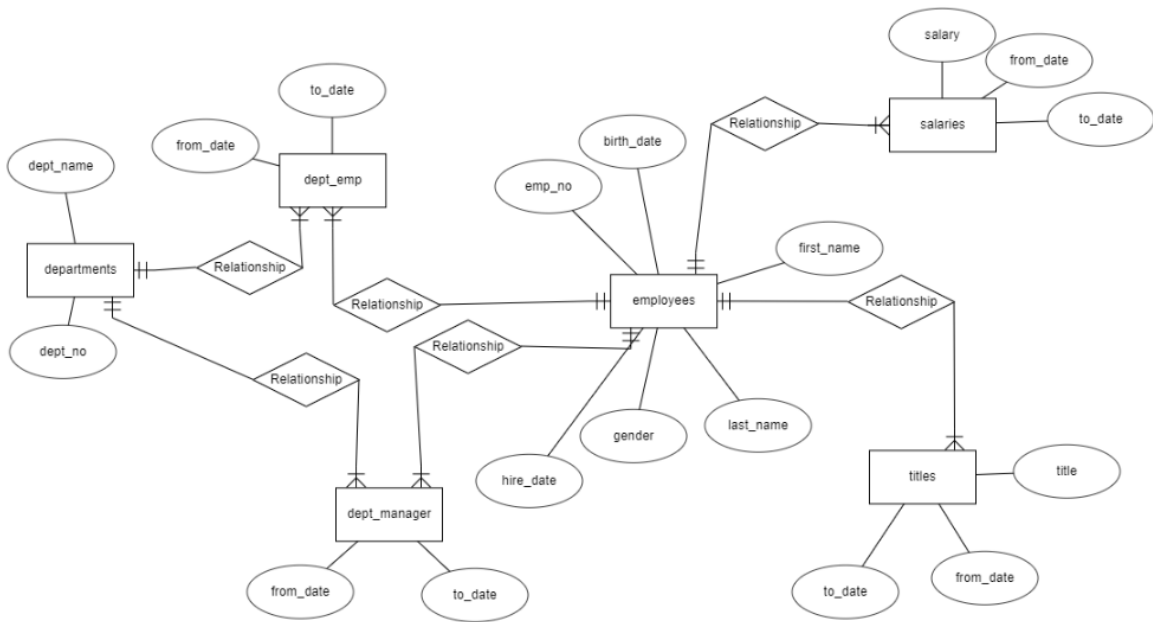 salary
from_date
to_date
Relationship
salaries
to_date
from_date
dept_emp
birth_date
emp_no
dept_name
departments
Relationship
first_name
Relationship
employees
Relationship
dept_no
Relationship
Relationship
gender
last_name
hire_date
titles
title
dept_manager
from_date
to_date
to_date
from_date